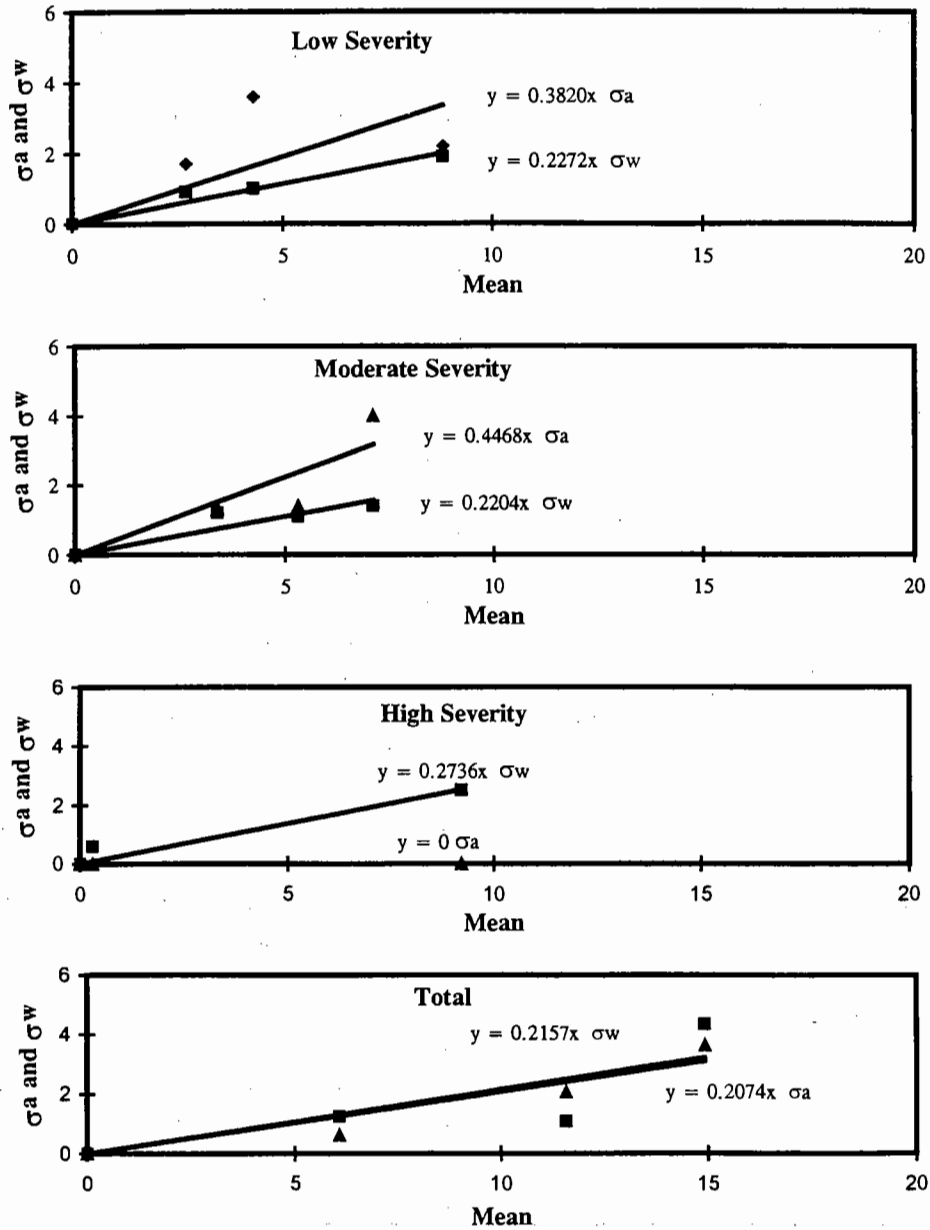 6
Low Severity
4
y = 0.3820x σa
2
y = 0.2272x σw
0
σa and σw
0 5 10 15 20
Mean
6
Moderate Severity
4
y = 0.4468x σa
2
y = 0.2204x σw
0
σa and σw
0 5 10 15 20
Mean
6
High Severity
4
y = 0.2736x σw
2
y = 0 σa
0
σa and σw
0 5 10 15 20
Mean
6
Total
4
y = 0.2157x σw
2
y = 0.2074x σa
0
σa and σw
0 5 10 15 20
Mean